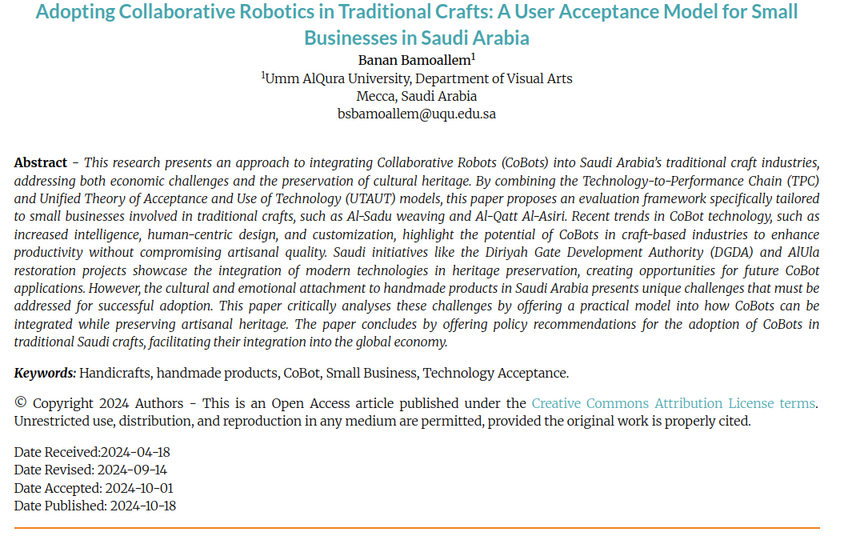 Adopting Collaborative Robotics in Traditional Crafts: A User Acceptance Model for Small
Businesses in Saudi Arabia
Banan Bamoallem1
1Umm AlQura University, Department of Visual Arts
Mecca, Saudi Arabia
bsbamoallem@uqu.edu.sa
Abstract - This research presents an approach to integrating Collaborative Robots (CoBots) into Saudi Arabia's traditional craft industries,
addressing both economic challenges and the preservation of cultural heritage. By combining the Technology-to-Performance Chain (TPC)
and Unified Theory of Acceptance and Use of Technology (UTAUT) models, this paper proposes an evaluation framework specifically tailored
to small businesses involved in traditional crafts, such as Al-Sadu weaving and Al-Qatt Al-Asiri. Recent trends in CoBot technology, such as
increased intelligence, human-centric design, and customization, highlight the potential of CoBots in craft-based industries to enhance
productivity without compromising artisanal quality. Saudi initiatives like the Diriyah Gate Development Authority (DGDA) and AlUla
restoration projects showcase the integration of modern technologies in heritage preservation, creating opportunities for future CoBot
applications. However, the cultural and emotional attachment to handmade products in Saudi Arabia presents unique challenges that must be
addressed for successful adoption. This paper critically analyses these challenges by offering a practical model into how CoBots can be
integrated while preserving artisanal heritage. The paper concludes by offering policy recommendations for the adoption of CoBots in
traditional Saudi crafts, facilitating their integration into the global economy.
Keywords: Handicrafts, handmade products, CoBot, Small Business, Technology Acceptance.
© Copyright 2024 Authors - This is an Open Access article published under the Creative Commons Attribution License terms.
Unrestricted use, distribution, and reproduction in any medium are permitted, provided the original work is properly cited.
Date Received:2024-04-18
Date Revised: 2024-09-14
Date Accepted: 2024-10-01
Date Published: 2024-10-18